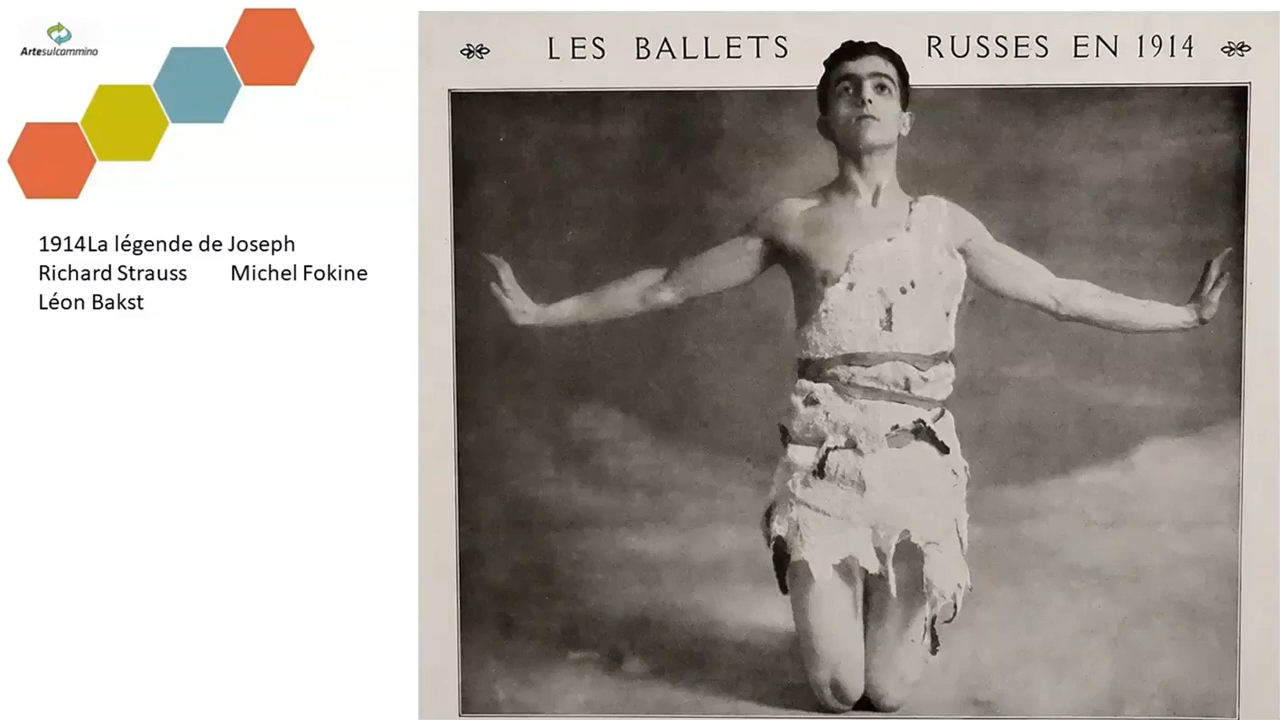 Artesulcammino
LES BALLETS RUSSES EN 1914
1914La légende de Joseph
Richard Strauss Michel Fokine
Léon Bakst